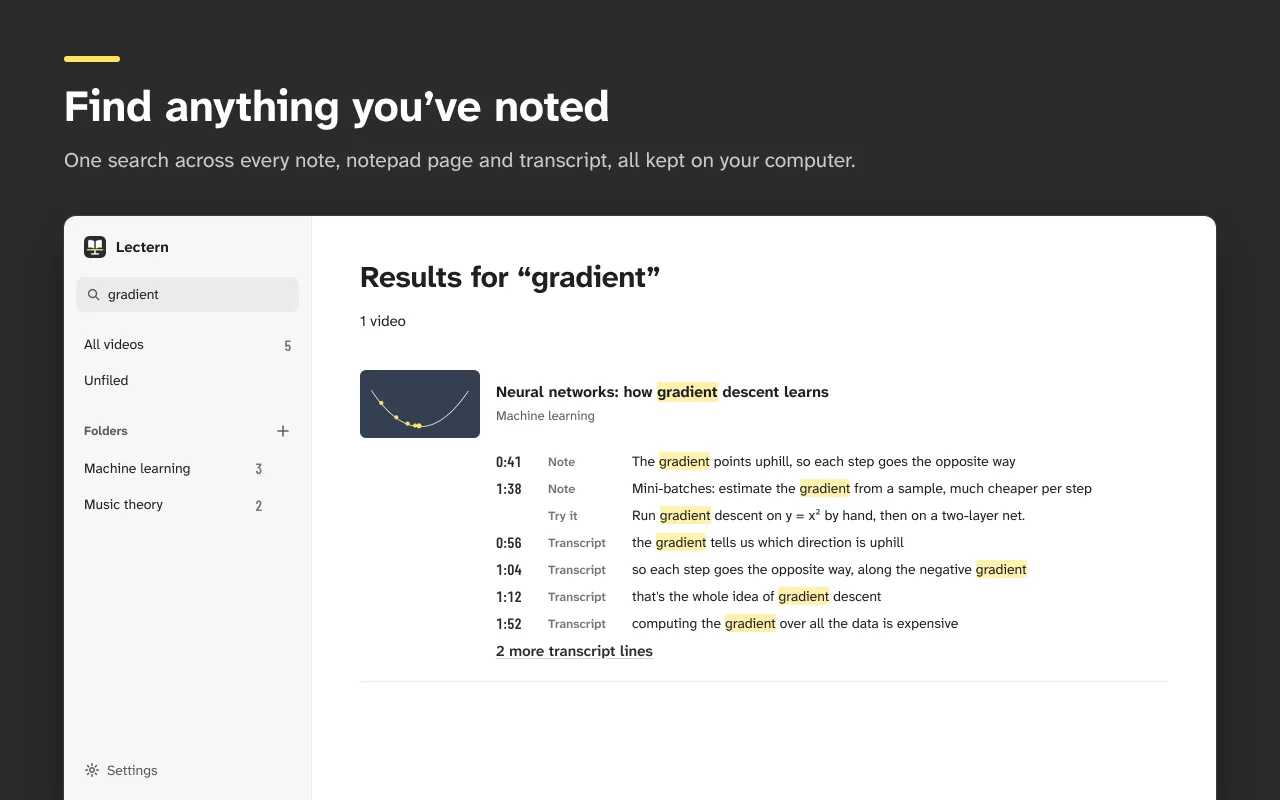 Find anything you’ve noted
One search across every note, notepad page and transcript, all kept on your computer.
Lectern
gradient
All videos 5
Unfiled
Folders
Machine learning 3
Music theory 2
Settings
Results for “gradient”
1 video
Neural networks: how gradient descent learns
Machine learning
0:41 Note The gradient points uphill, so each step goes the opposite way
1:38 Note Mini-batches: estimate the gradient from a sample, much cheaper per step
Try it Run gradient descent on y = x² by hand, then on a two-layer net.
0:56 Transcript the gradient tells us which direction is uphill
1:04 Transcript so each step goes the opposite way, along the negative gradient
1:12 Transcript that's the whole idea of gradient descent
1:52 Transcript computing the gradient over all the data is expensive
2 more transcript lines